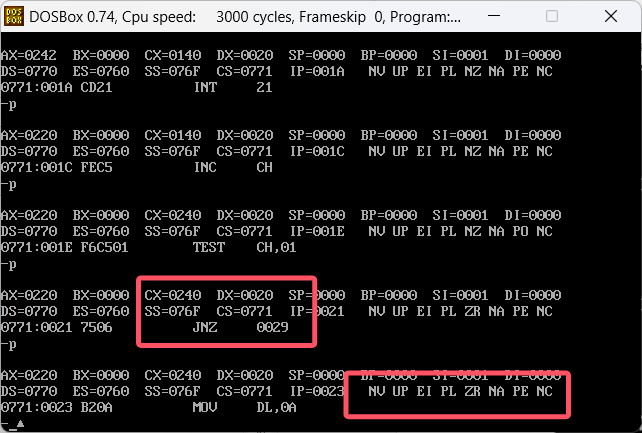 DOS BOX DOSBox 0.74, Cpu speed: 3000 cycles, Frameskip 0, Program:...
AX=0242 BX=0000 CX=0140 DX=0020 SP=0000 BP=0000 SI=0001 DI=0000
DS=0770 ES=0760 SS=076F CS=0771 IP=001A NV UP EI PL NZ NA PE NC
0771:001A CD21 INT 21
-p
AX=0220 BX=0000 CX=0140 DX=0020 SP=0000 BP=0000 SI=0001 DI=0000
DS=0770 ES=0760 SS=076F CS=0771 IP=001C NV UP EI PL NZ NA PE NC
0771:001C FEC5 INC CH
-p
AX=0220 BX=0000 CX=0240 DX=0020 SP=0000 BP=0000 SI=0001 DI=0000
DS=0770 ES=0760 SS=076F CS=0771 IP=001E NV UP EI PL NZ NA PO NC
0771:001E F6C501 TEST CH,01
-p
AX=0220 BX=0000 CX=0240 DX=0020 SP=0000 BP=0000 SI=0001 DI=0000
DS=0770 ES=0760 SS=076F CS=0771 IP=0021 NV UP EI PL ZR NA PE NC
0771:0021 7506 JNZ 0029
-p
AX=0220 BX=0000 CX=0240 DX=0020 SP=0000 BP=0000 SI=0001 DI=0000
DS=0770 ES=0760 SS=076F CS=0771 IP=0023 NV UP EI PL ZR NA PE NC
0771:0023 B20A MOV DL,0A
-